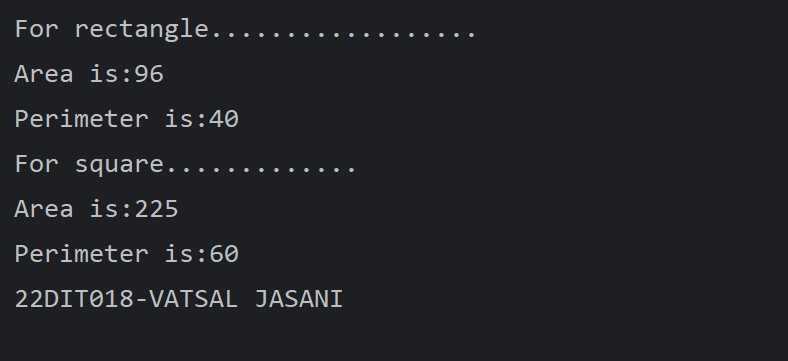 For rectangle..................
Area is:96
Perimeter is:40
For square.............
Area is:225
Perimeter is:60
22DIT018-VATSAL JASANI